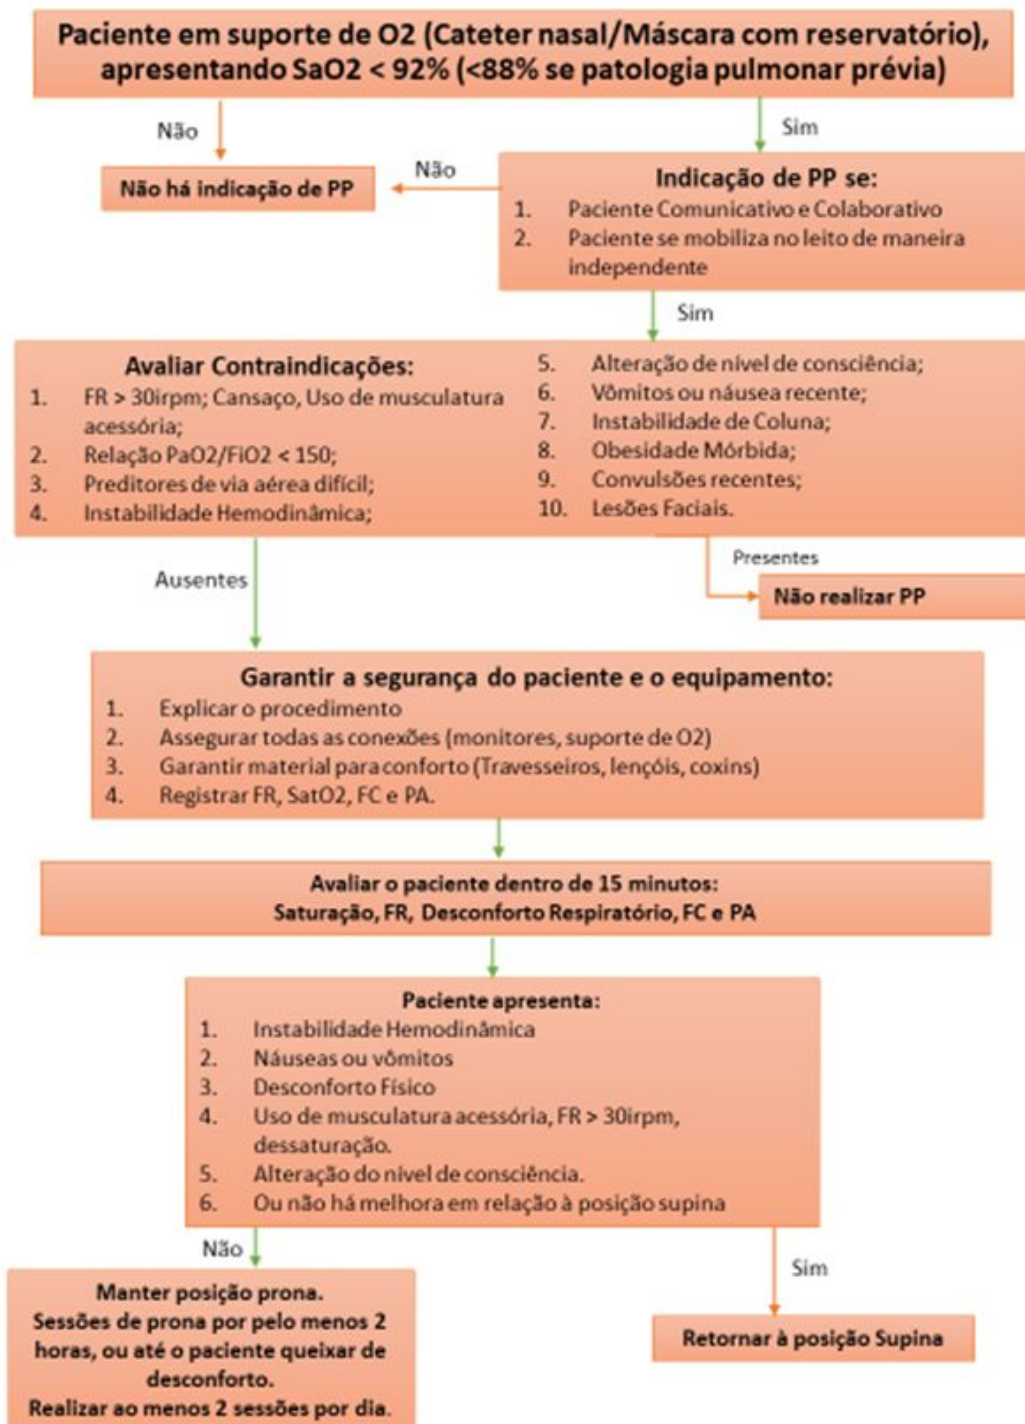 Paciente em suporte de O2 (Cateter nasal/Máscara com reservatório),
apresentando SaO2 < 92% (<88% se patologia pulmonar prévia)
Não
Sim
Não há indicação de PP
Não
Indicação de PP se:
1. Paciente Comunicativo e Colaborativo
2. Paciente se mobiliza no leito de maneira
independente
Sim
Avaliar Contraindicações:
1. FR > 30irpm; Cansaço, Uso de musculatura
acessória;
2. Relação PaO2/FiO2 < 150;
3. Preditores de via aérea difícil;
4. Instabilidade Hemodinâmica;
5. Alteração de nível de consciência;
6. Vômitos ou náusea recente;
7. Instabilidade de Coluna;
8. Obesidade Mórbida;
9. Convulsões recentes;
10. Lesões Faciais.
Ausentes
Presentes
Não realizar PP
Garantir a segurança do paciente e o equipamento:
1. Explicar o procedimento
2. Assegurar todas as conexões (monitores, suporte de O2)
3. Garantir material para conforto (Travesseiros, lençóis, coxins)
4. Registrar FR, SatO2, FC e PA.
Avaliar o paciente dentro de 15 minutos:
Saturação, FR, Desconforto Respiratório, FC e PA
Paciente apresenta:
1. Instabilidade Hemodinâmica
2. Náuseas ou vômitos
3. Desconforto Físico
4. Uso de musculatura acessória, FR > 30irpm,
dessaturação.
5. Alteração do nível de consciência.
6. Ou não há melhora em relação à posição supina
Não
Sim
Manter posição prona.
Sessões de prona por pelo menos 2
horas, ou até o paciente queixar de
desconforto.
Realizar ao menos 2 sessões por dia.
Retornar à posição Supina